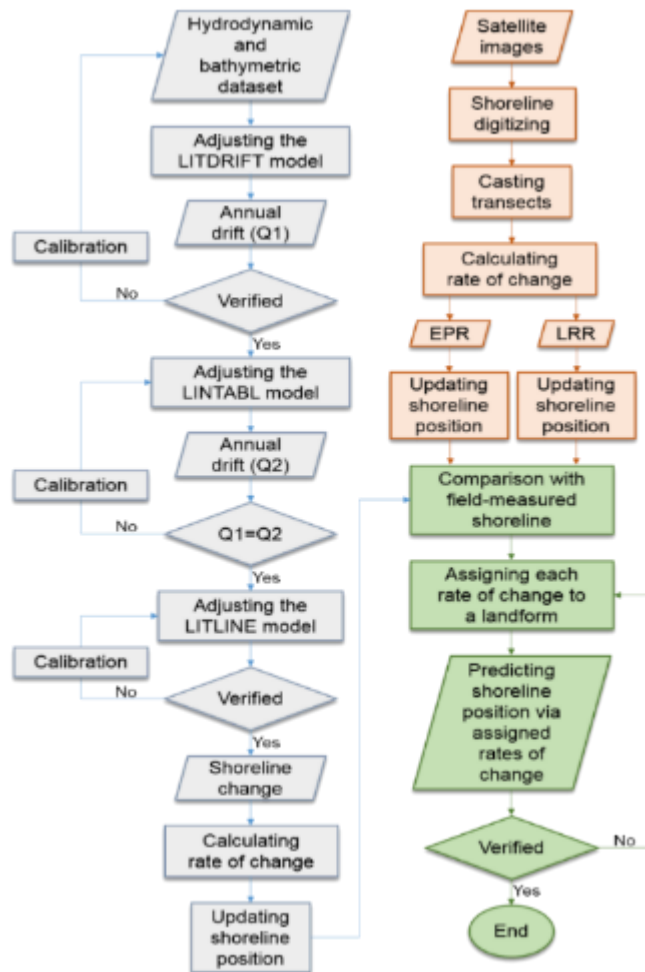 Hydrodynamic
and
bathymetric
dataset
Adjusting the
LITDRIFT model
Annual
drift (Q1)
Calibration
No
Verified
Yes
Adjusting the
LINTABL model
Annual
drift (Q2)
Calibration
No
Q1=Q2
Yes
Adjusting the
LITLINE model
Calibration
No
Verified
Yes
Shoreline
change
Calculating
rate of change
Updating
shoreline
position
Satellite
images
Shoreline
digitizing
Casting
transects
Calculating
rate of change
EPR
LRR
Updating
shoreline
position
Updating
shoreline
position
Comparison with
field-measured
shoreline
Assigning each
rate of change to
a landform
Predicting
shoreline
position via
assigned
rates of
change
Verified
No
Yes
End